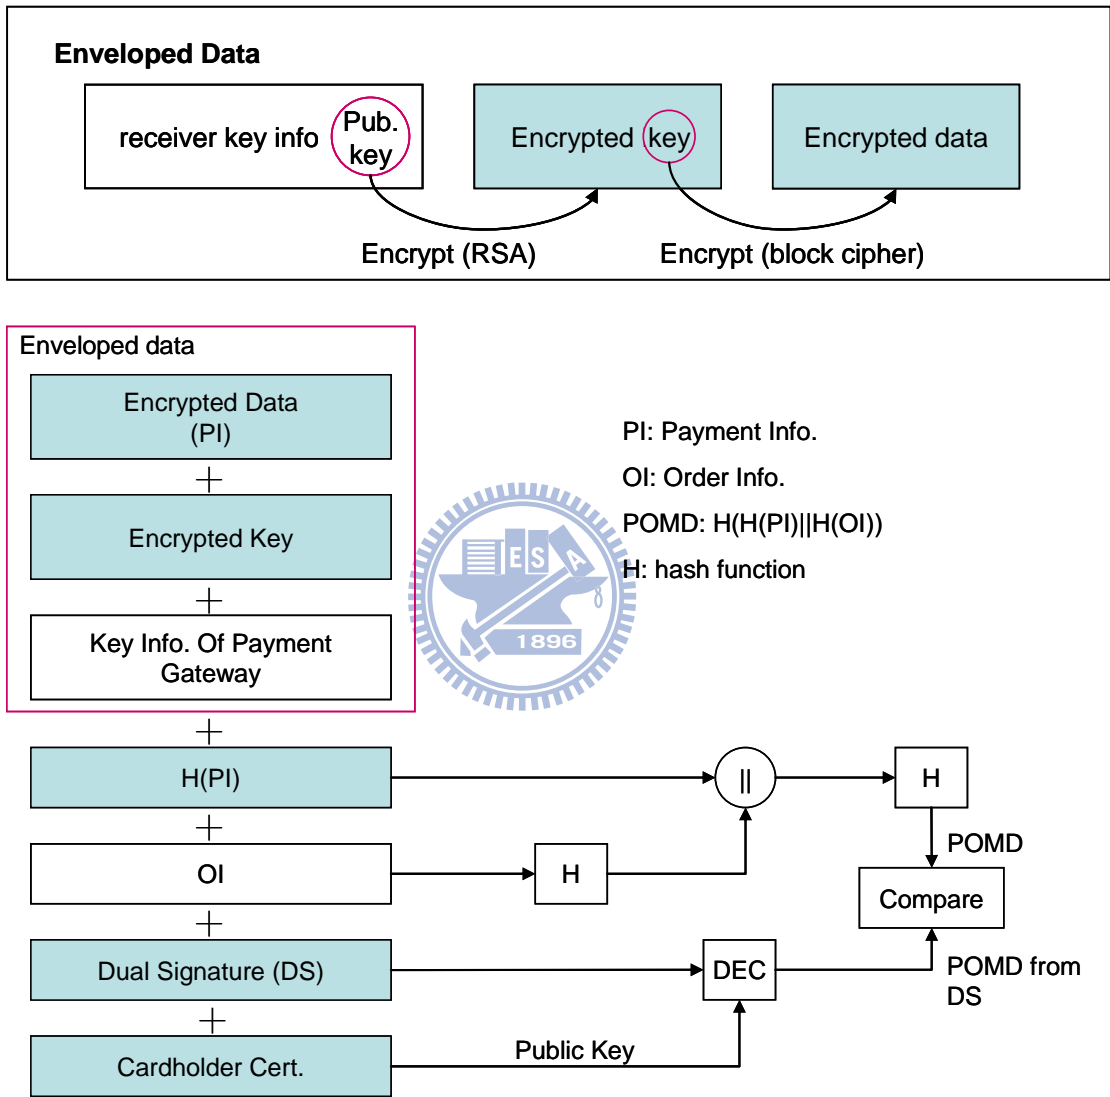 Enveloped Data
receiver key info
Pub.
key
Encrypted key
Encrypted data
Encrypt (RSA)
Encrypt (block cipher)
Enveloped data
Encrypted Data
(PI)
+
Encrypted Key
+
Key Info. Of Payment
Gateway
PI: Payment Info.
OI: Order Info.
POMD: H(H(PI)||H(OI))
H: hash function
E S A
1896
+
H(PI)
||
H
+
POMD
OI
H
Compare
+
Dual Signature (DS)
DEC
POMD from
DS
+
Public Key
Cardholder Cert.